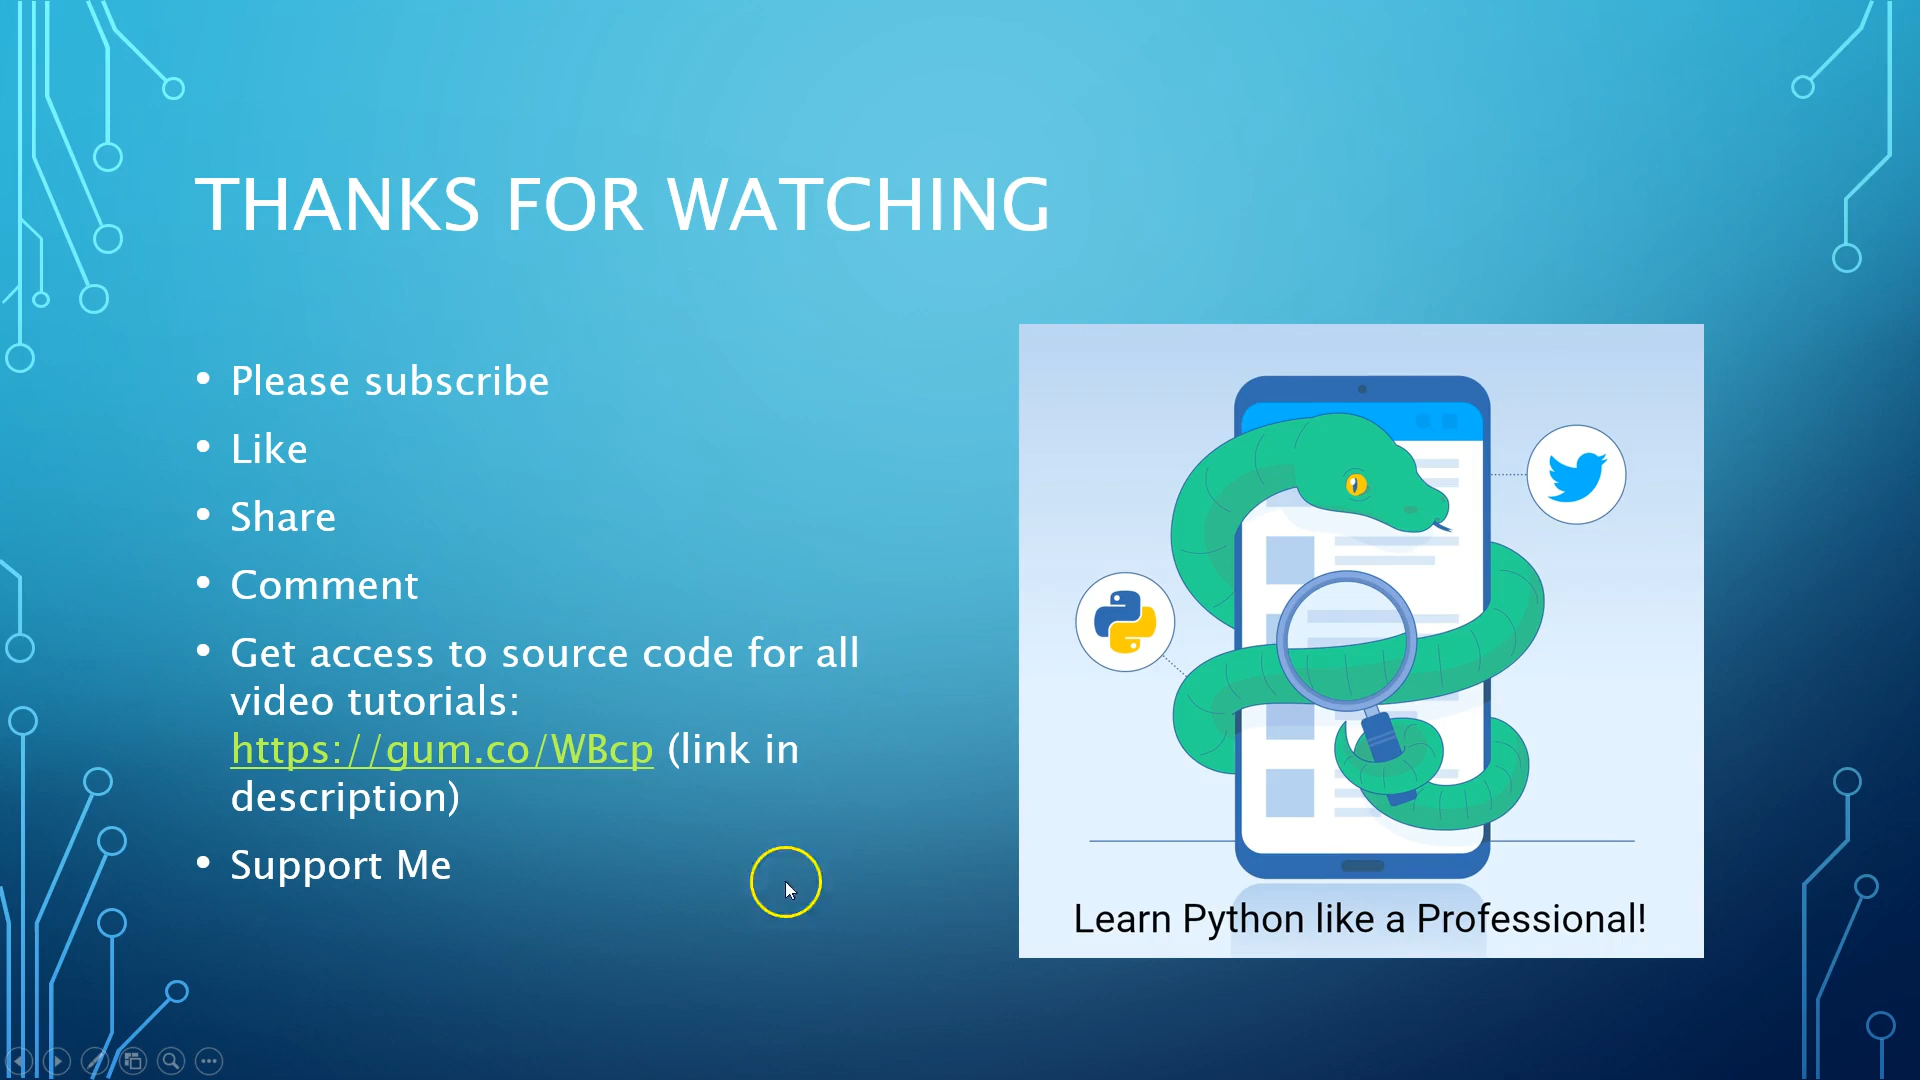 THANKS FOR WATCHING
• Please subscribe
• Like
• Share
• Comment
• Get access to source code for all
video tutorials:
https://gum.co/WBcp (link in
description)
• Support Me
Learn Python like a Professional!